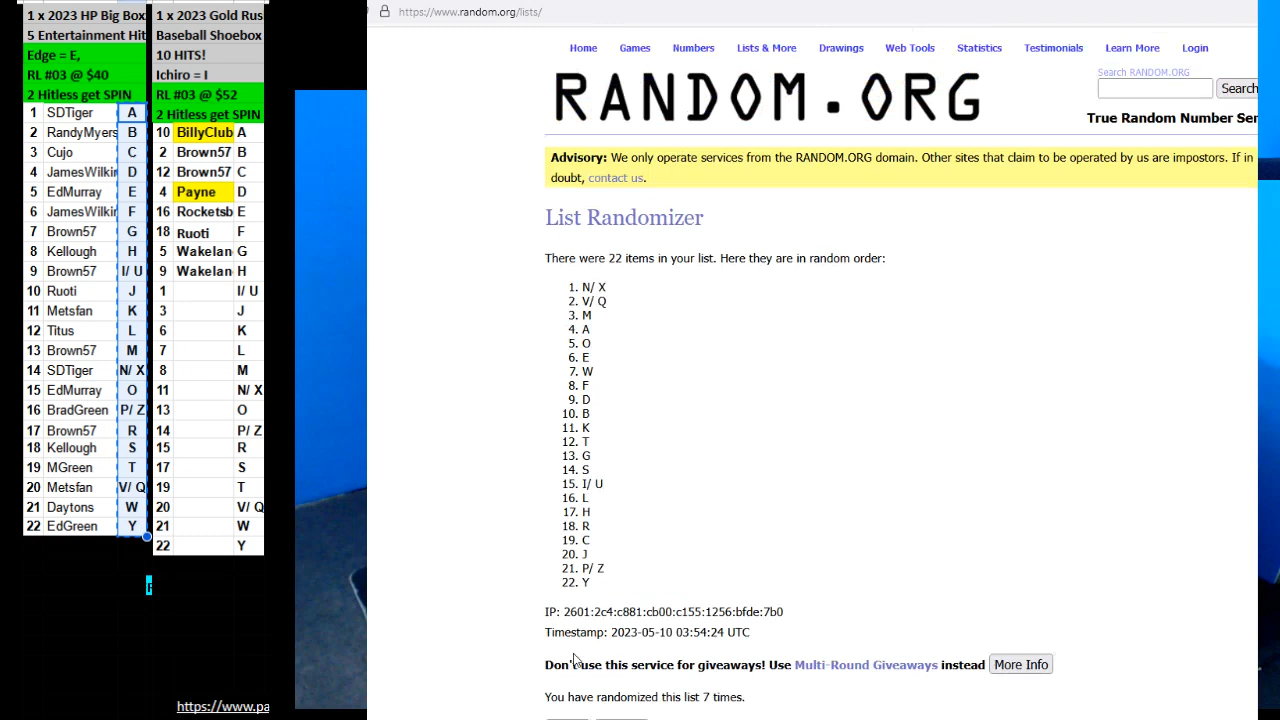 1 x 2023 HP Big Box
5 Entertainment Hit
Edge = E,
RL #03 @ $40
2 Hitless get SPIN
1 SDTiger A
2 RandyMyers B
3 Cujo C
4 JamesWilkin D
5 EdMurray E
6 JamesWilkin F
7 Brown57 G
8 Kellough H
9 Brown57 I/ U
10 Ruoti J
11 Metsfan K
12 Titus L
13 Brown57 M
14 SDTiger N/ X
15 EdMurray O
16 BradGreen P/ Z
17 Brown57 R
18 Kellough S
19 MGreen T
20 Metsfan V/ Q
21 Daytons W
22 EdGreen Y
1 x 2023 Gold Rus
Baseball Shoebox
10 HITS!
Ichiro = I
RL #03 @ $52
2 Hitless get SPIN
10 BillyClub A
2 Brown57 B
12 Brown57 C
4 Payne D
16 Rocketsb E
18 Ruoti F
5 Wakelan G
9 Wakelan H
1 I/ U
3 J
6 K
7 L
8 M
11 N/ X
13 O
14 P/ Z
15 R
17 S
19 T
20 V/ Q
21 W
22 Y
https://www.pa
https://www.random.org/lists/
Home Games Numbers Lists & More Drawings Web Tools Statistics Testimonials Learn More Login
Search RANDOM.ORG
Search
RANDOM.ORG
True Random Number Ser
Advisory: We only operate services from the RANDOM.ORG domain. Other sites that claim to be operated by us are impostors. If in
doubt, contact us.
List Randomizer
There were 22 items in your list. Here they are in random order:
1. N/ X
2. V/ Q
3. M
4. A
5. O
6. E
7. W
8. F
9. D
10. B
11. K
12. T
13. G
14. S
15. I/ U
16. L
17. H
18. R
19. C
20. J
21. P/ Z
22. Y
IP: 2601:2c4:c881:cb00:c155:1256:bfde:7b0
Timestamp: 2023-05-10 03:54:24 UTC
Don't use this service for giveaways! Use Multi-Round Giveaways instead More Info
You have randomized this list 7 times.